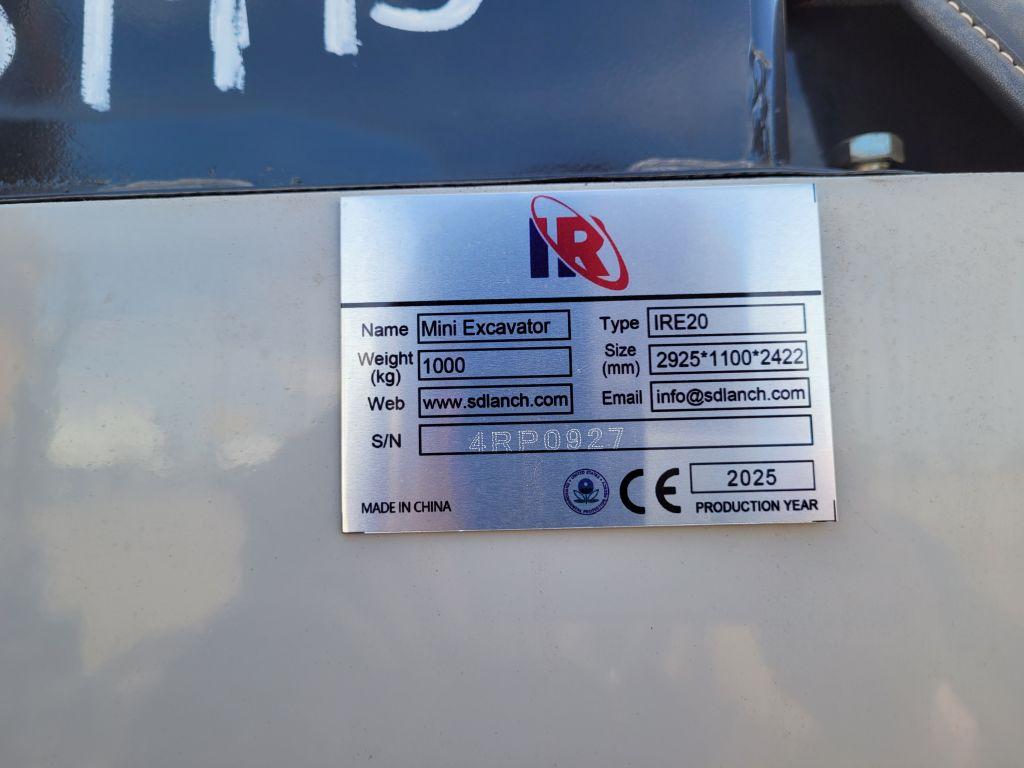 IR
Name Mini Excavator Type IRE20
Weight (kg) 1000 Size (mm) 2925*1100*2422
Web www.sdlanch.com Email info@sdlanch.com
S/N 4RP0927
MADE IN CHINA CE 2025
PRODUCTION YEAR